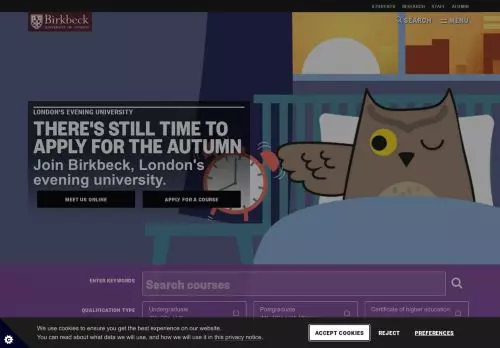 STUDENTS RESEARCH STAFF ALUMNI
Birkbeck
UNIVERSITY OF LONDON
SEARCH MENU
LONDON'S EVENING UNIVERSITY
THERE'S STILL TIME TO
APPLY FOR THE AUTUMN
Join Birkbeck, London's
evening university.
MEET US ONLINE APPLY FOR A COURSE
ENTER KEYWORDS Search courses
QUALIFICATION TYPE Undergraduate Postgraduate Certificate of higher education
We use cookies to ensure you get the best experience on our website.
You can read about what data we will use, and how we will use it in this privacy notice.
ACCEPT COOKIES REJECT PREFERENCES